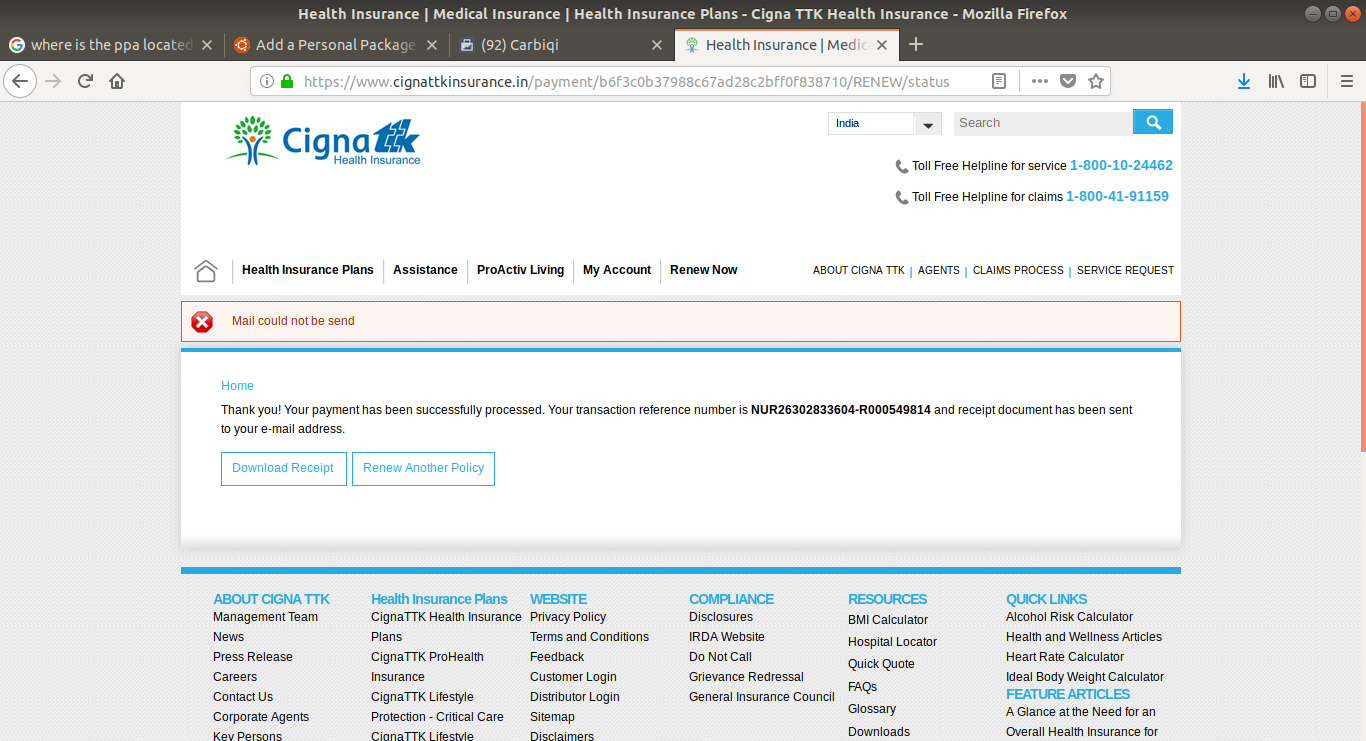 Health Insurance | Medical Insurance | Health Insurance Plans - Cigna TTK Health Insurance - Mozilla Firefox
where is the ppa located
Add a Personal Package
(92) Carbiqi
Health Insurance | Medic
https://www.cignattkinsurance.in/payment/b6f3c0b37988c67ad28c2bff0f838710/RENEW/status
Cigna ttk
Health Insurance
India
Search
Toll Free Helpline for service 1-800-10-24462
Toll Free Helpline for claims 1-800-41-91159
Health Insurance Plans Assistance ProActiv Living My Account Renew Now
ABOUT CIGNA TTK | AGENTS | CLAIMS PROCESS | SERVICE REQUEST
Mail could not be send
Home
Thank you! Your payment has been successfully processed. Your transaction reference number is NUR26302833604-R000549814 and receipt document has been sent
to your e-mail address.
Download Receipt
Renew Another Policy
ABOUT CIGNA TTK
Management Team
News
Press Release
Careers
Contact Us
Corporate Agents
Key Persons
Health Insurance Plans
CignaTTK Health Insurance
Plans
CignaTTK ProHealth
Insurance
CignaTTK Lifestyle
Protection - Critical Care
CignaTTK Lifestyle
WEBSITE
Privacy Policy
Terms and Conditions
Feedback
Customer Login
Distributor Login
Sitemap
Disclaimers
COMPLIANCE
Disclosures
IRDA Website
Do Not Call
Grievance Redressal
General Insurance Council
RESOURCES
BMI Calculator
Hospital Locator
Quick Quote
FAQs
Glossary
Downloads
QUICK LINKS
Alcohol Risk Calculator
Health and Wellness Articles
Heart Rate Calculator
Ideal Body Weight Calculator
FEATURE ARTICLES
A Glance at the Need for an
Overall Health Insurance for